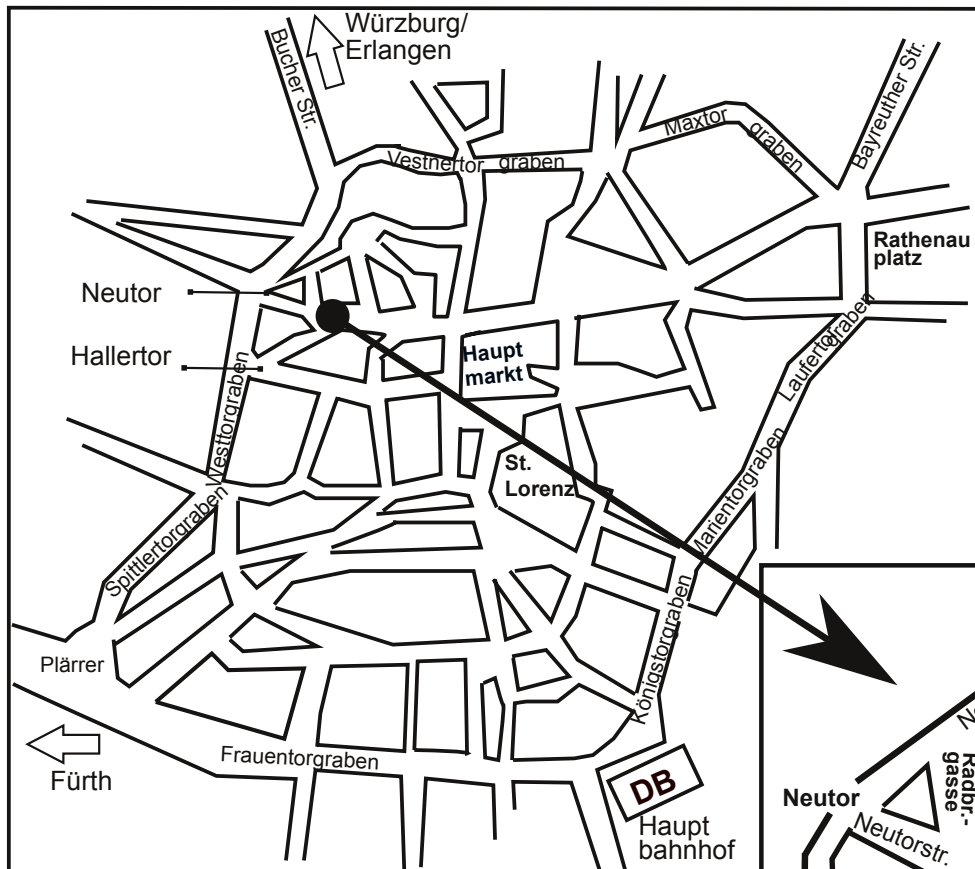 Würzburg/
Erlangen
Bucher Str.
Vestnertor graben
Maxtor graben
Bayreuther Str.
Rathenau
platz
Neutor
Hallertor
Haupt
markt
Laufertor graben
Westtorgraben
St.
Lorenz
Marientorgraben
Spittlertorgraben
Plärrer
Königstorgraben
Fürth
Frauentorgraben
DB
Haupt
bahnhof
Radbr.-
gasse
Neutor
Neutorstr.